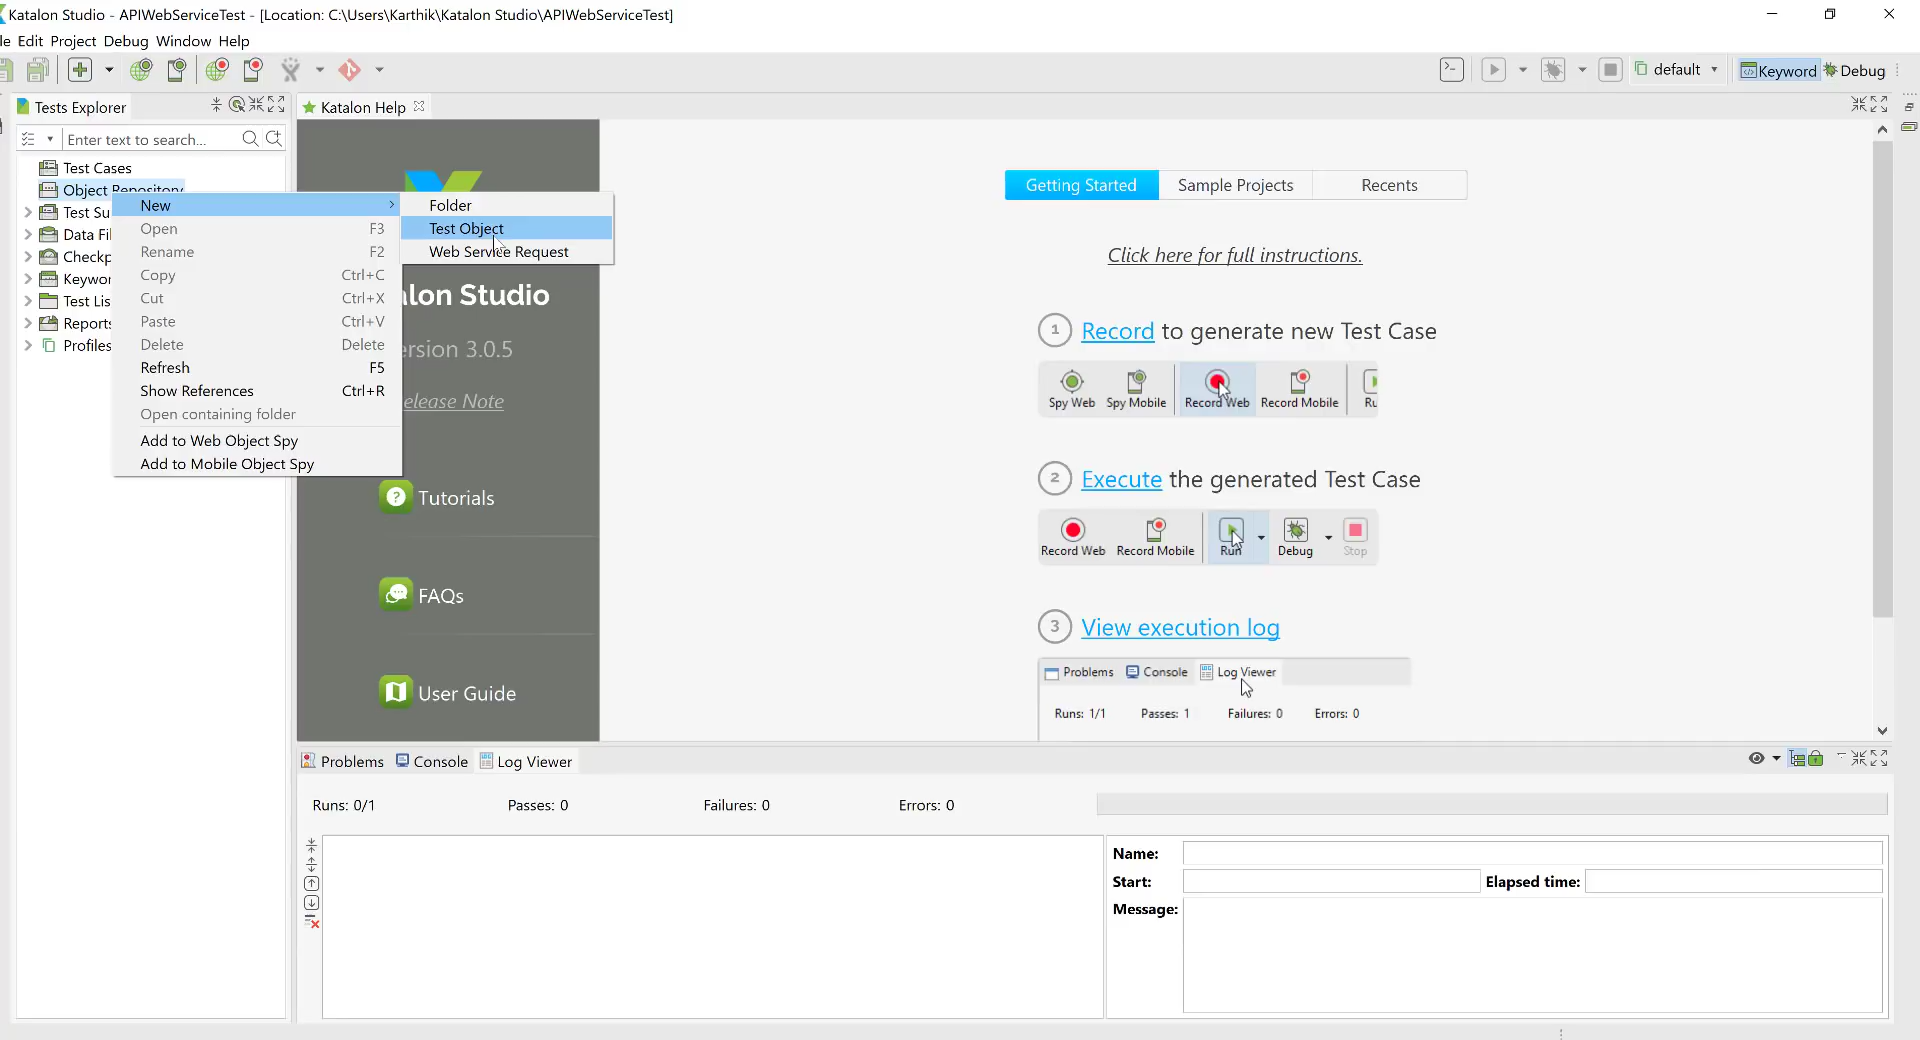 Katalon Studio - APIWebServiceTest - [Location: C:\Users\Karthik\Katalon Studio\APIWebServiceTest]
le Edit Project Debug Window Help
default
Keyword
Debug
Tests Explorer
Enter text to search...
Test Cases
Object Repository
Test Su
Data Fil
Checkp
Keywor
Test Lis
Reports
Profiles
New
Open F3
Rename F2
Copy Ctrl+C
Cut Ctrl+X
Paste Ctrl+V
Delete Delete
Refresh F5
Show References Ctrl+R
Open containing folder
Add to Web Object Spy
Add to Mobile Object Spy
Folder
Test Object
Web Service Request
Katalon Help
alon Studio
ersion 3.0.5
elease Note
Tutorials
FAQs
User Guide
Getting Started Sample Projects Recents
Click here for full instructions.
1 Record to generate new Test Case
Spy Web Spy Mobile Record Web Record Mobile Ru
2 Execute the generated Test Case
Record Web Record Mobile Run Debug Stop
3 View execution log
Problems Console Log Viewer
Runs: 1/1 Passes: 1 Failures: 0 Errors: 0
Problems Console Log Viewer
Runs: 0/1 Passes: 0 Failures: 0 Errors: 0
Name:
Start: Elapsed time:
Message: